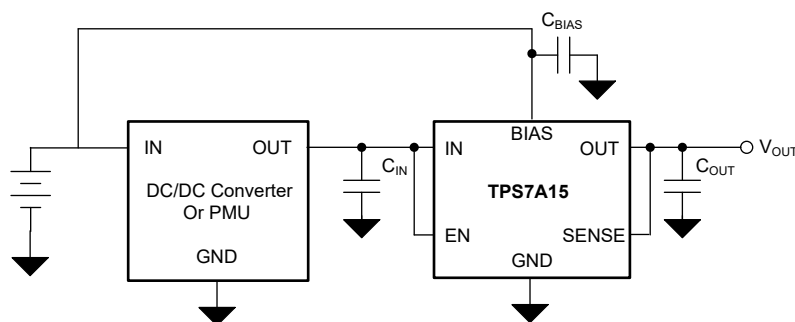 CBIAS
IN
OUT
DC/DC Converter
Or PMU
GND
CIN
IN
BIAS
OUT
TPS7A15
EN
SENSE
GND
COUT
VOUT